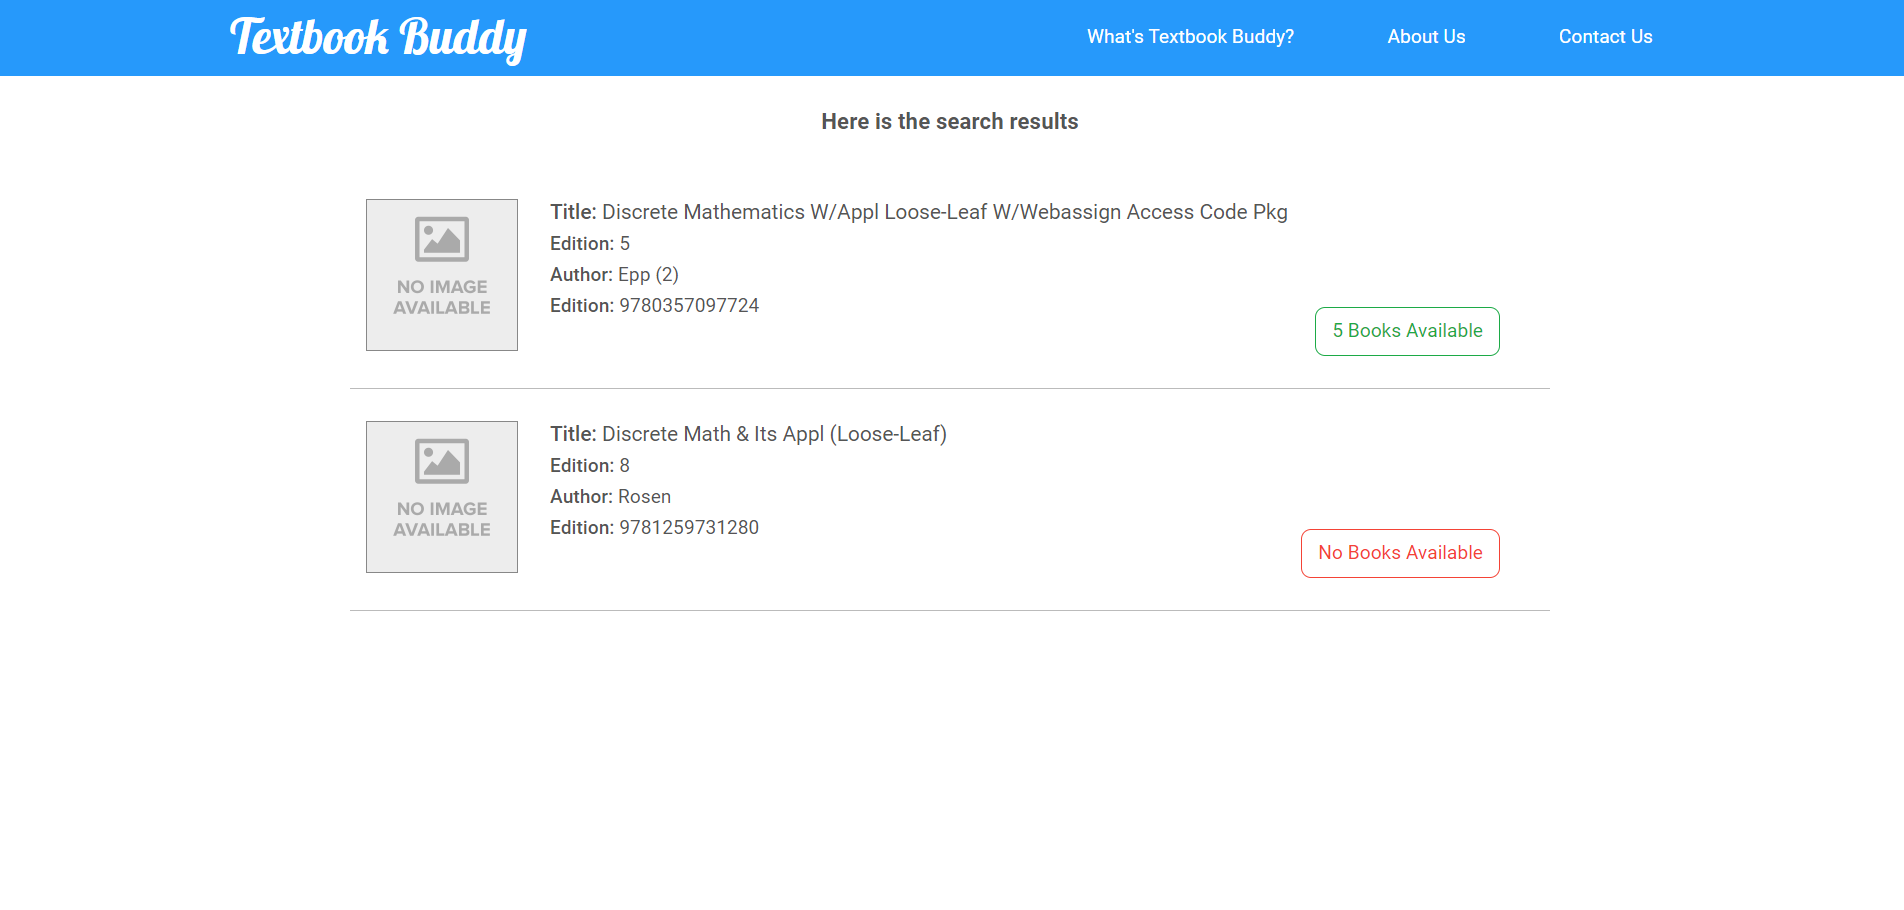 Textbook Buddy
What's Textbook Buddy?
About Us
Contact Us
Here is the search results
NO IMAGE
AVAILABLE
Title: Discrete Mathematics W/Appl Loose-Leaf W/Webassign Access Code Pkg
Edition: 5
Author: Epp (2)
Edition: 9780357097724
5 Books Available
NO IMAGE
AVAILABLE
Title: Discrete Math & Its Appl (Loose-Leaf)
Edition: 8
Author: Rosen
Edition: 9781259731280
No Books Available